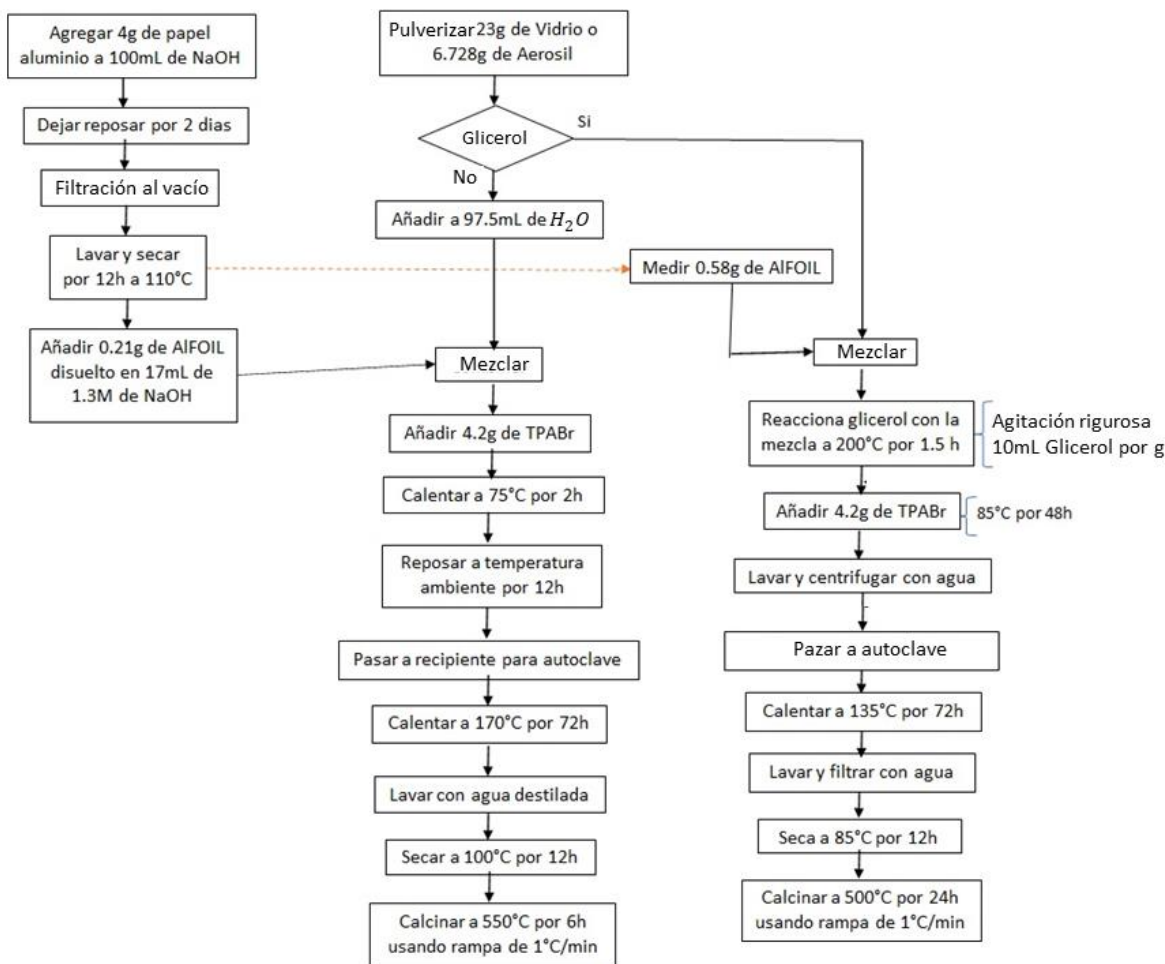 Agregar 4g de papel
aluminio a 100mL de NaOH
Dejar reposar por 2 dias
Filtración al vacío
Lavar y secar
por 12h a 110°C
Añadir 0.21g de AlFOIL
disuelto en 17mL de
1.3M de NaOH
Pulverizar 23g de Vidrio o
6.728g de Aerosil
Glicerol
Si
No
Añadir a 97.5mL de H₂O
Mezclar
Añadir 4.2g de TPABr
Calentar a 75°C por 2h
Reposar a temperatura
ambiente por 12h
Pasar a recipiente para autoclave
Calentar a 170°C por 72h
Lavar con agua destilada
Secar a 100°C por 12h
Calcinar a 550°C por 6h
usando rampa de 1°C/min
Medir 0.58g de AlFOIL
Mezclar
Reacciona glicerol con la
mezcla a 200°C por 1.5 h
Agitación rigurosa
10mL Glicerol por g
Añadir 4.2g de TPABr
85°C por 48h
Lavar y centrifugar con agua
Pazar a autoclave
Calentar a 135°C por 72h
Lavar y filtrar con agua
Seca a 85°C por 12h
Calcinar a 500°C por 24h
usando rampa de 1°C/min